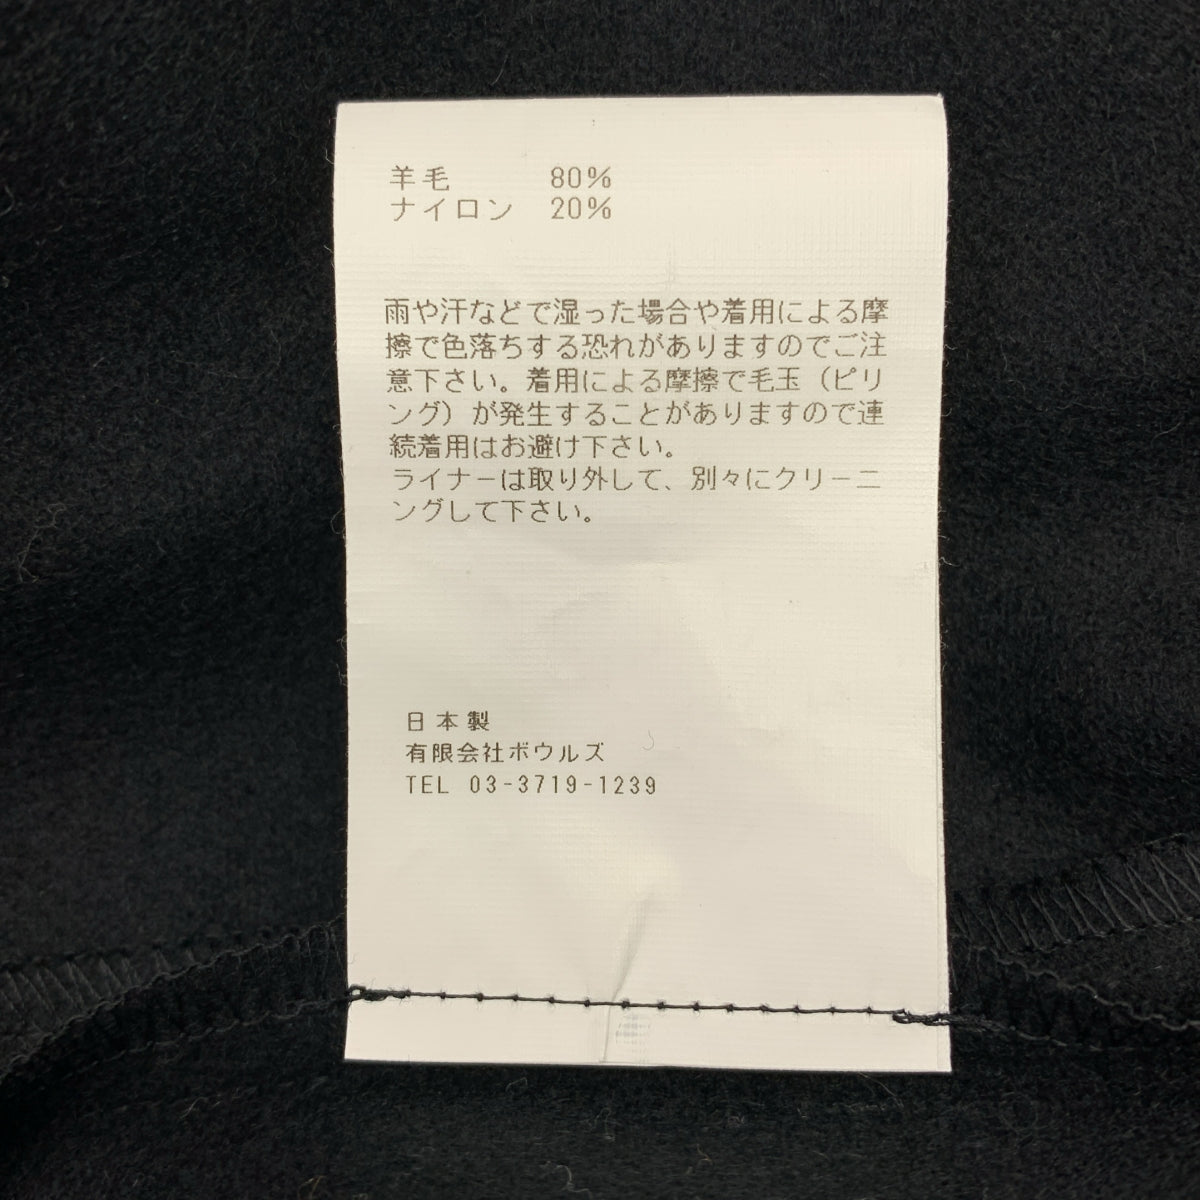 羊毛 80%
ナイロン 20%
雨や汗などで湿った場合や着用による摩
擦で色落ちする恐れがありますのでご注
意下さい。着用による摩擦で毛玉（ピリ
ング）が発生することがありますので連
続着用はお避け下さい。
ライナーは取り外して、別々にクリーニ
ングして下さい。
日本製
有限会社ボウルズ
TEL 03-3719-1239